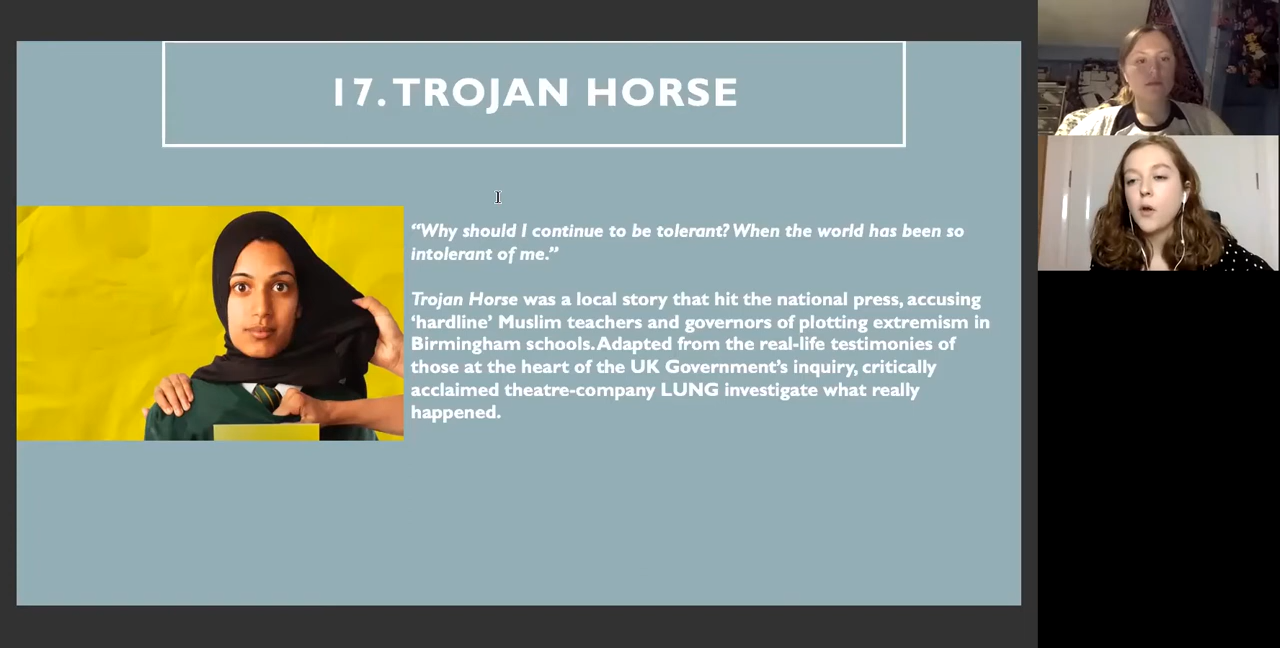 17. TROJAN HORSE
“Why should I continue to be tolerant? When the world has been so
intolerant of me.”
Trojan Horse was a local story that hit the national press, accusing
‘hardline’ Muslim teachers and governors of plotting extremism in
Birmingham schools. Adapted from the real-life testimonies of
those at the heart of the UK Government’s inquiry, critically
acclaimed theatre-company LUNG investigate what really
happened.